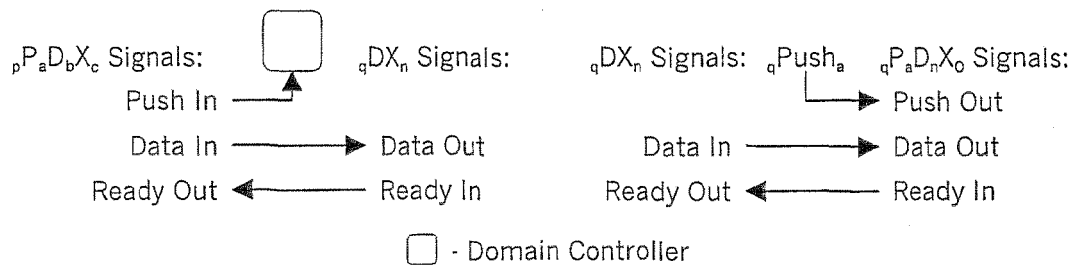 pPaDbXc Signals: qDXn Signals: qDXn Signals: qPusha qPaDnX0 Signals:
Push In Push Out
Data In Data Out Data In Data Out
Ready Out Ready In Ready Out Ready In
- Domain Controller